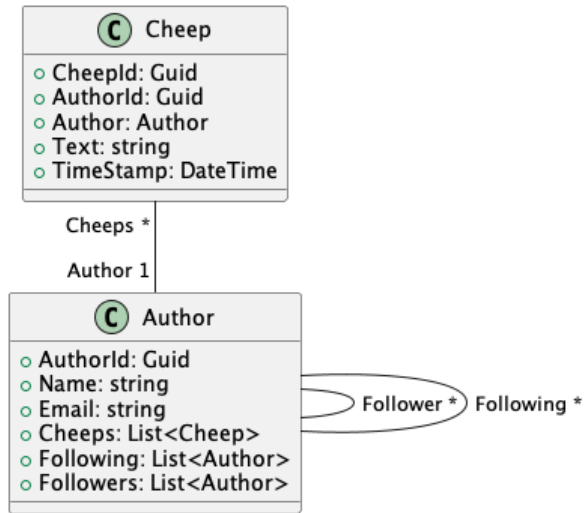 C Cheep
CheepId: Guid
AuthorId: Guid
Author: Author
Text: string
TimeStamp: DateTime
Cheeps *
Author 1
C Author
AuthorId: Guid
Name: string
Email: string
Cheeps: List<Cheep>
Following: List<Author>
Followers: List<Author>
Follower *
Following *